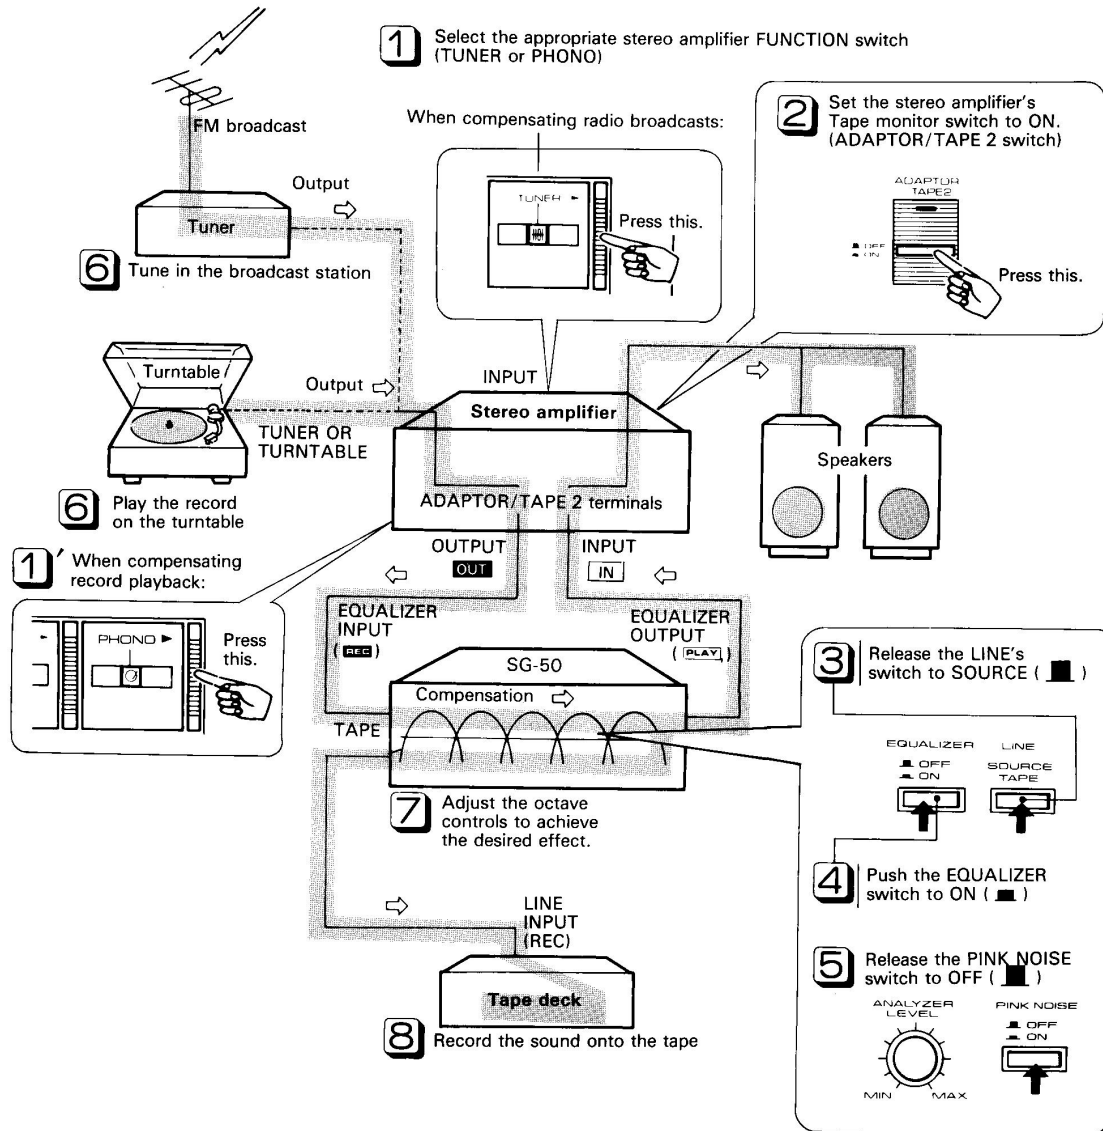 1 Select the appropriate stereo amplifier FUNCTION switch
(TUNER or PHONO)
2 Set the stereo amplifier's
Tape monitor switch to ON.
(ADAPTOR/TAPE 2 switch)
ADAPTOR
TAPE2
OFF
ON
Press this.
When compensating radio broadcasts:
TUNER
Press this.
FM broadcast
Output
Tuner
6 Tune in the broadcast station
Turntable
Output
TUNER OR
TURNTABLE
6 Play the record
on the turntable
INPUT
Stereo amplifier
ADAPTOR/TAPE 2 terminals
Speakers
1' When compensating
record playback:
PHONO
Press
this.
OUTPUT
OUT
INPUT
IN
EQUALIZER
INPUT
(REC)
EQUALIZER
OUTPUT
(PLAY)
SG-50
Compensation
TAPE
7 Adjust the octave
controls to achieve
the desired effect.
3 Release the LINE's
switch to SOURCE ( )
EQUALIZER
OFF
ON
LINE
SOURCE
TAPE
4 Push the EQUALIZER
switch to ON ( )
5 Release the PINK NOISE
switch to OFF ( )
ANALYZER
LEVEL
MIN
MAX
PINK NOISE
OFF
ON
LINE
INPUT
(REC)
Tape deck
8 Record the sound onto the tape